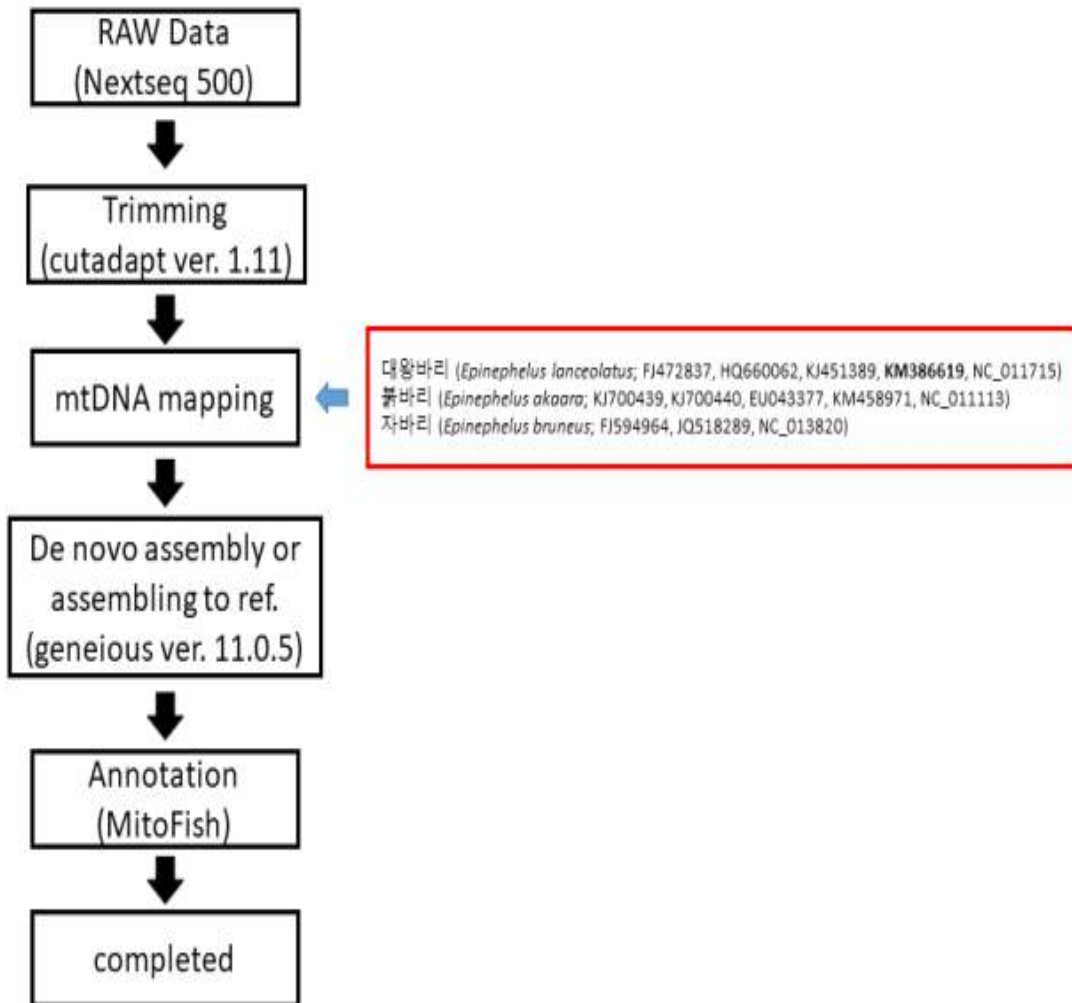 RAW Data
(Nextseq 500)
Trimming
(cutadapt ver. 1.11)
mtDNA mapping
대왕바리 (Epinephelus lanceolatus; FJ472837, HQ660062, KJ451389, KM386619, NC_011715)
붉바리 (Epinephelus akaara; KJ700439, KJ700440, EU043377, KM458971, NC_011113)
자바리 (Epinephelus bruneus; FJ594964, JQ518289, NC_013820)
De novo assembly or
assembling to ref.
(geneious ver. 11.0.5)
Annotation
(MitoFish)
completed